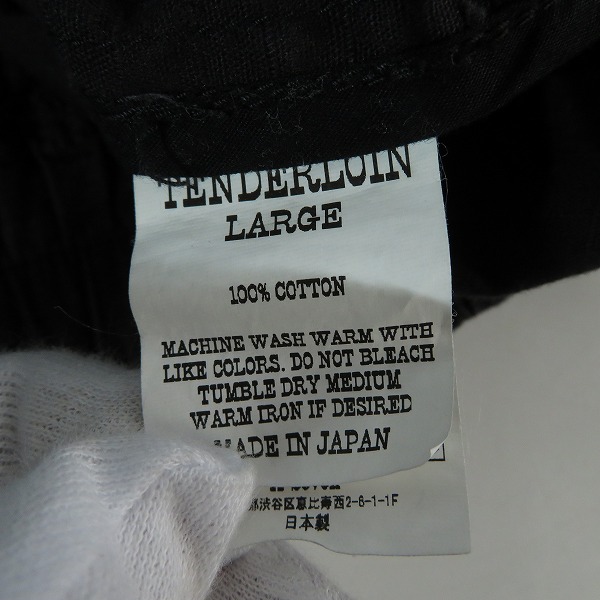 TENDERLOIN
LARGE
100% COTTON
MACHINE WASH WARM WITH
LIKE COLORS. DO NOT BLEACH
TUMBLE DRY MEDIUM
WARM IRON IF DESIRED
MADE IN JAPAN
都渋谷区恵比寿西2-6-1-1F
日本製